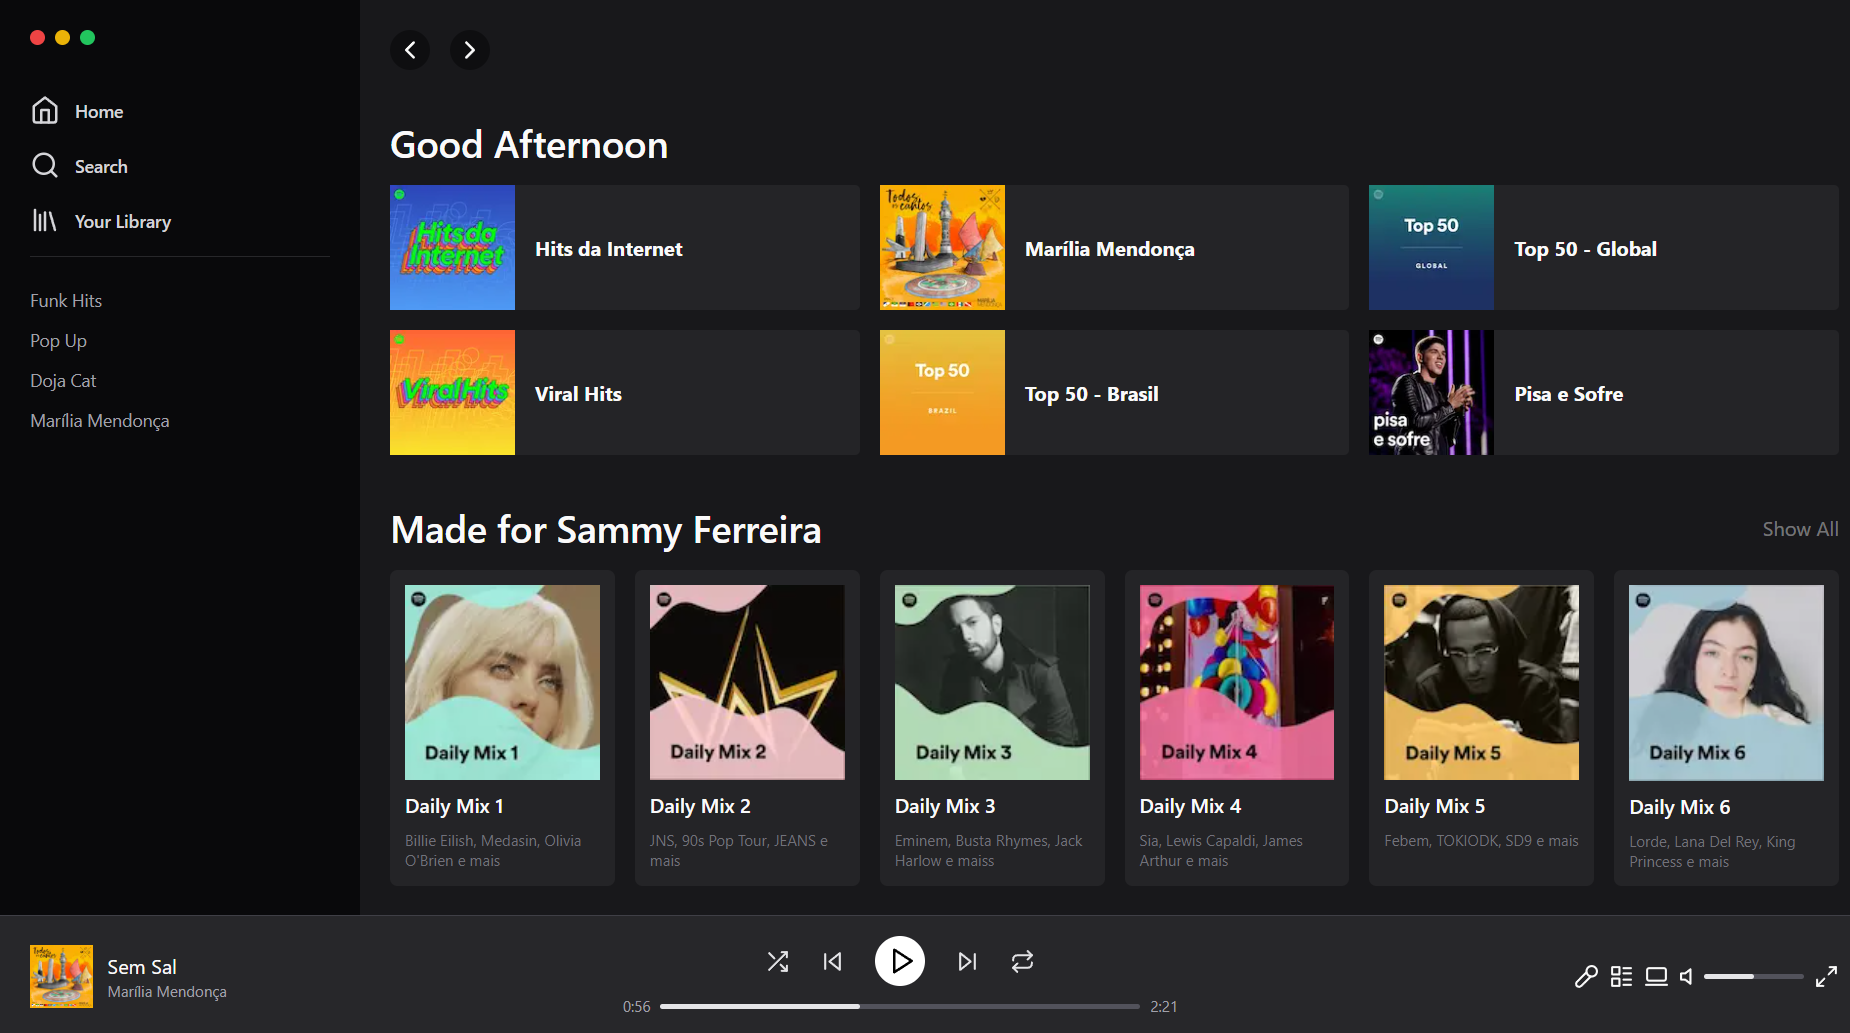 Home
Search
Your Library
Funk Hits
Pop Up
Doja Cat
Marília Mendonça
Good Afternoon
Hits da
Internet
Hits da Internet
Todos
os cantos
MARÍLIA
MENDONÇA
Marília Mendonça
Top 50
GLOBAL
Top 50 - Global
Viral Hits
Viral Hits
Top 50
BRAZIL
Top 50 - Brasil
pisa
e sofre
Pisa e Sofre
Made for Sammy Ferreira
Show All
Daily Mix 1
Daily Mix 1
Billie Eilish, Medasin, Olivia
O'Brien e mais
Daily Mix 2
Daily Mix 2
JNS, 90s Pop Tour, JEANS e
mais
Daily Mix 3
Daily Mix 3
Eminem, Busta Rhymes, Jack
Harlow e maiss
Daily Mix 4
Daily Mix 4
Sia, Lewis Capaldi, James
Arthur e mais
Daily Mix 5
Daily Mix 5
Febem, TOKIODK, SD9 e mais
Daily Mix 6
Daily Mix 6
Lorde, Lana Del Rey, King
Princess e mais
Todos
os cantos
Sem Sal
Marília Mendonça
0:56
2:21